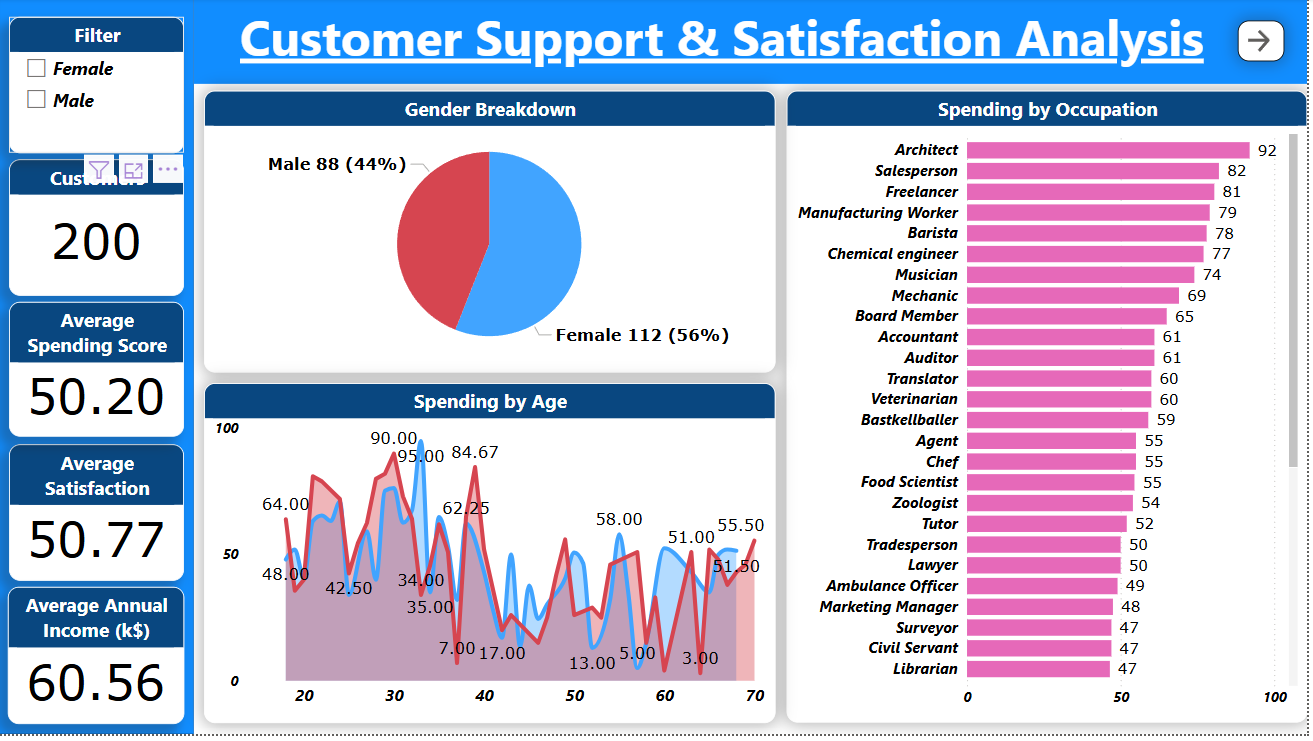 Customer Support & Satisfaction Analysis
Filter
Female
Male
Customers
200
Average
Spending Score
50.20
Average
Satisfaction
50.77
Average Annual
Income (k$)
60.56
Gender Breakdown
Male 88 (44%)
Female 112 (56%)
Spending by Age
100
50
0
90.00
95.00
84.67
64.00
62.25
58.00
55.50
51.00
51.50
48.00
42.50
34.00
35.00
7.00
17.00
13.00
5.00
3.00
20 30 40 50 60 70
Spending by Occupation
Architect 92
Salesperson 82
Freelancer 81
Manufacturing Worker 79
Barista 78
Chemical engineer 77
Musician 74
Mechanic 69
Board Member 65
Accountant 61
Auditor 61
Translator 60
Veterinarian 60
Bastkellballer 59
Agent 55
Chef 55
Food Scientist 55
Zoologist 54
Tutor 52
Tradesperson 50
Lawyer 50
Ambulance Officer 49
Marketing Manager 48
Surveyor 47
Civil Servant 47
Librarian 47
0 50 100